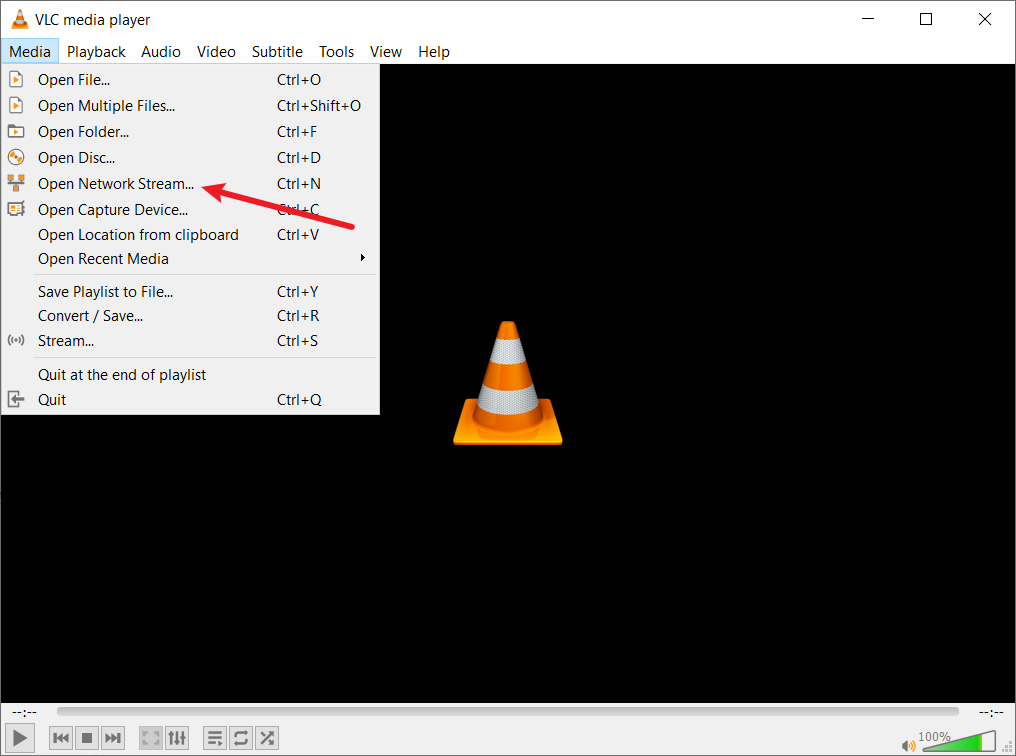 VLC media player
Media Playback Audio Video Subtitle Tools View Help
Open File... Ctrl+O
Open Multiple Files... Ctrl+Shift+O
Open Folder... Ctrl+F
Open Disc... Ctrl+D
Open Network Stream... Ctrl+N
Open Capture Device... Ctrl+C
Open Location from clipboard Ctrl+V
Open Recent Media
Save Playlist to File... Ctrl+Y
Convert / Save... Ctrl+R
Stream... Ctrl+S
Quit at the end of playlist
Quit Ctrl+Q
--:-- --:--
100%